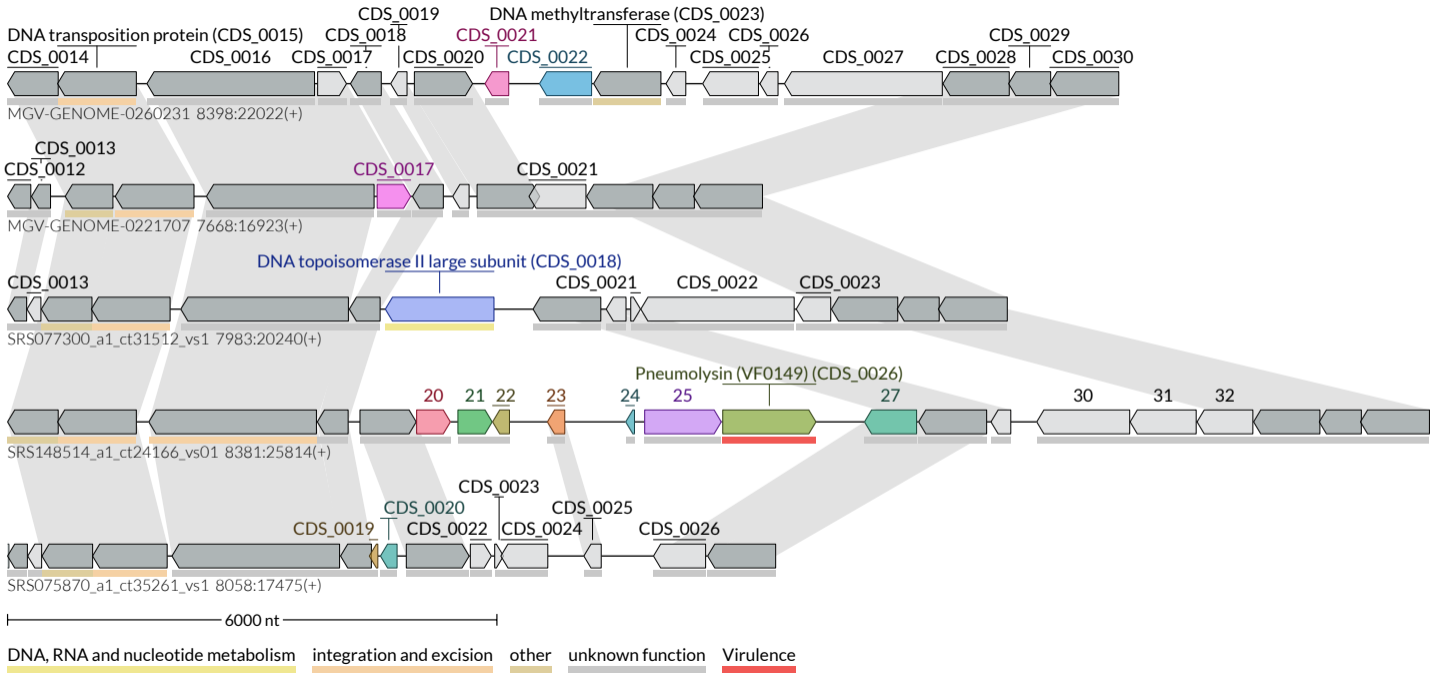 CDS_0019 DNA methyltransferase (CDS_0023)
DNA transposition protein (CDS_0015) CDS_0018 CDS_0021 CDS_0024 CDS_0026 CDS_0029
CDS_0014 CDS_0016 CDS_0017 CDS_0020 CDS_0022 CDS_0025 CDS_0027 CDS_0028 CDS_0030
MGV-GENOME-0260231 8398:22022(+)
CDS_0013
CDS_0012 CDS_0017 CDS_0021
MGV-GENOME-0221707 7668:16923(+)
DNA topoisomerase II large subunit (CDS_0018)
CDS_0013 CDS_0021 CDS_0022 CDS_0023
SRS077300_a1_ct31512_vs1 7983:20240(+)
Pneumolysin (VF0149) (CDS_0026)
20 21 22 23 24 25 27 30 31 32
SRS148514_a1_ct24166_vs01 8381:25814(+)
CDS_0023
CDS_0020 CDS_0025
CDS_0019 CDS_0022 CDS_0024 CDS_0026
SRS075870_a1_ct35261_vs1 8058:17475(+)
6000 nt
DNA, RNA and nucleotide metabolism integration and excision other unknown function Virulence